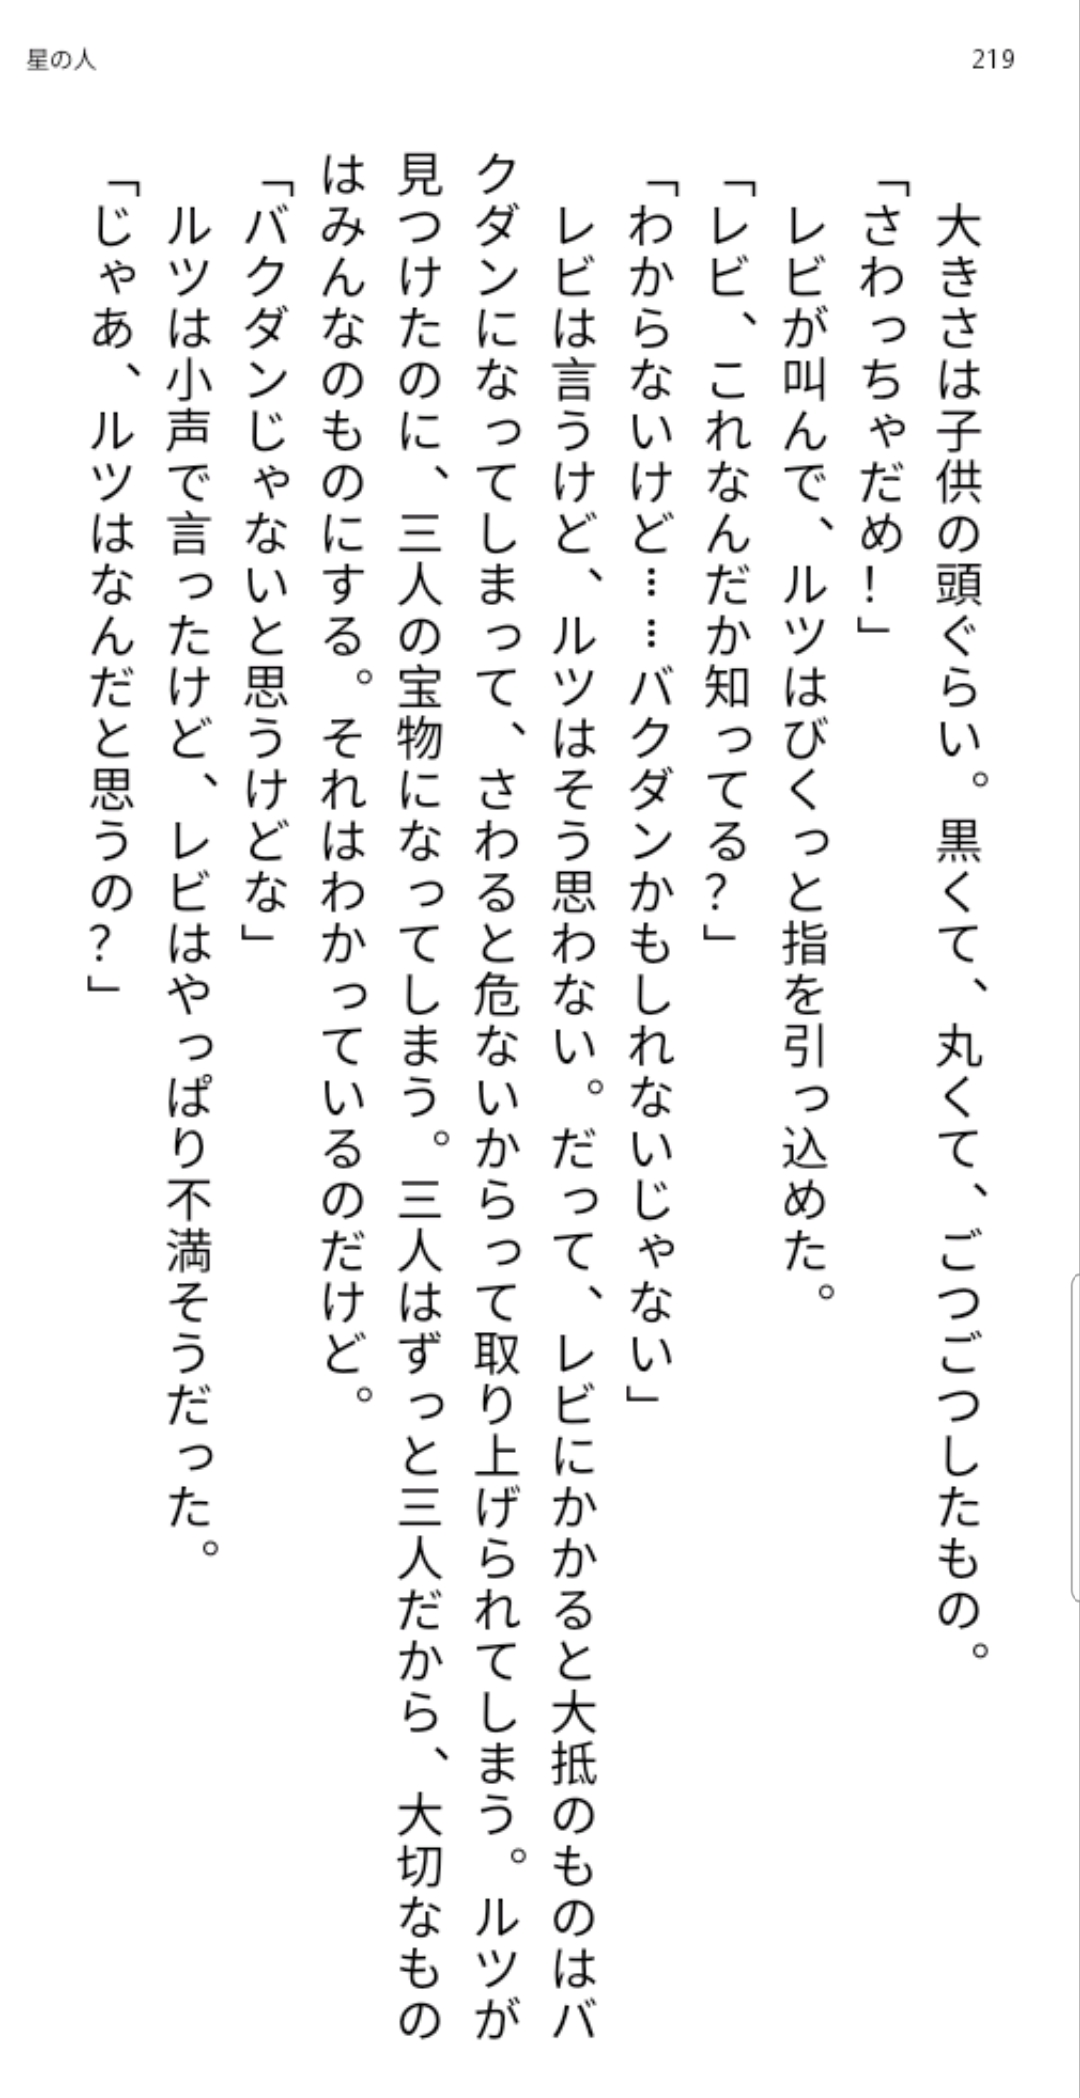 星の人
219
　大きさは子供の頭ぐらい。黒くて、丸くて、ごつごつしたもの。
「さわっちゃだめ！」
　レビが叫んで、ルツはびくっと指を引っ込めた。
「レビ、これなんだか知ってる？」
「わからないけど……バクダンかもしれないじゃない」
　レビは言うけど、ルツはそう思わない。だって、レビにかかると大抵のものはバ
クダンになってしまって、さわると危ないからって取り上げられてしまう。ルツが
見つけたのに、三人の宝物になってしまう。三人はずっと三人だから、大切なもの
はみんなのものにする。それはわかっているのだけど。
「バクダンじゃないと思うけどな」
　ルツは小声で言ったけど、レビはやっぱり不満そうだった。
「じゃあ、ルツはなんだと思うの？」